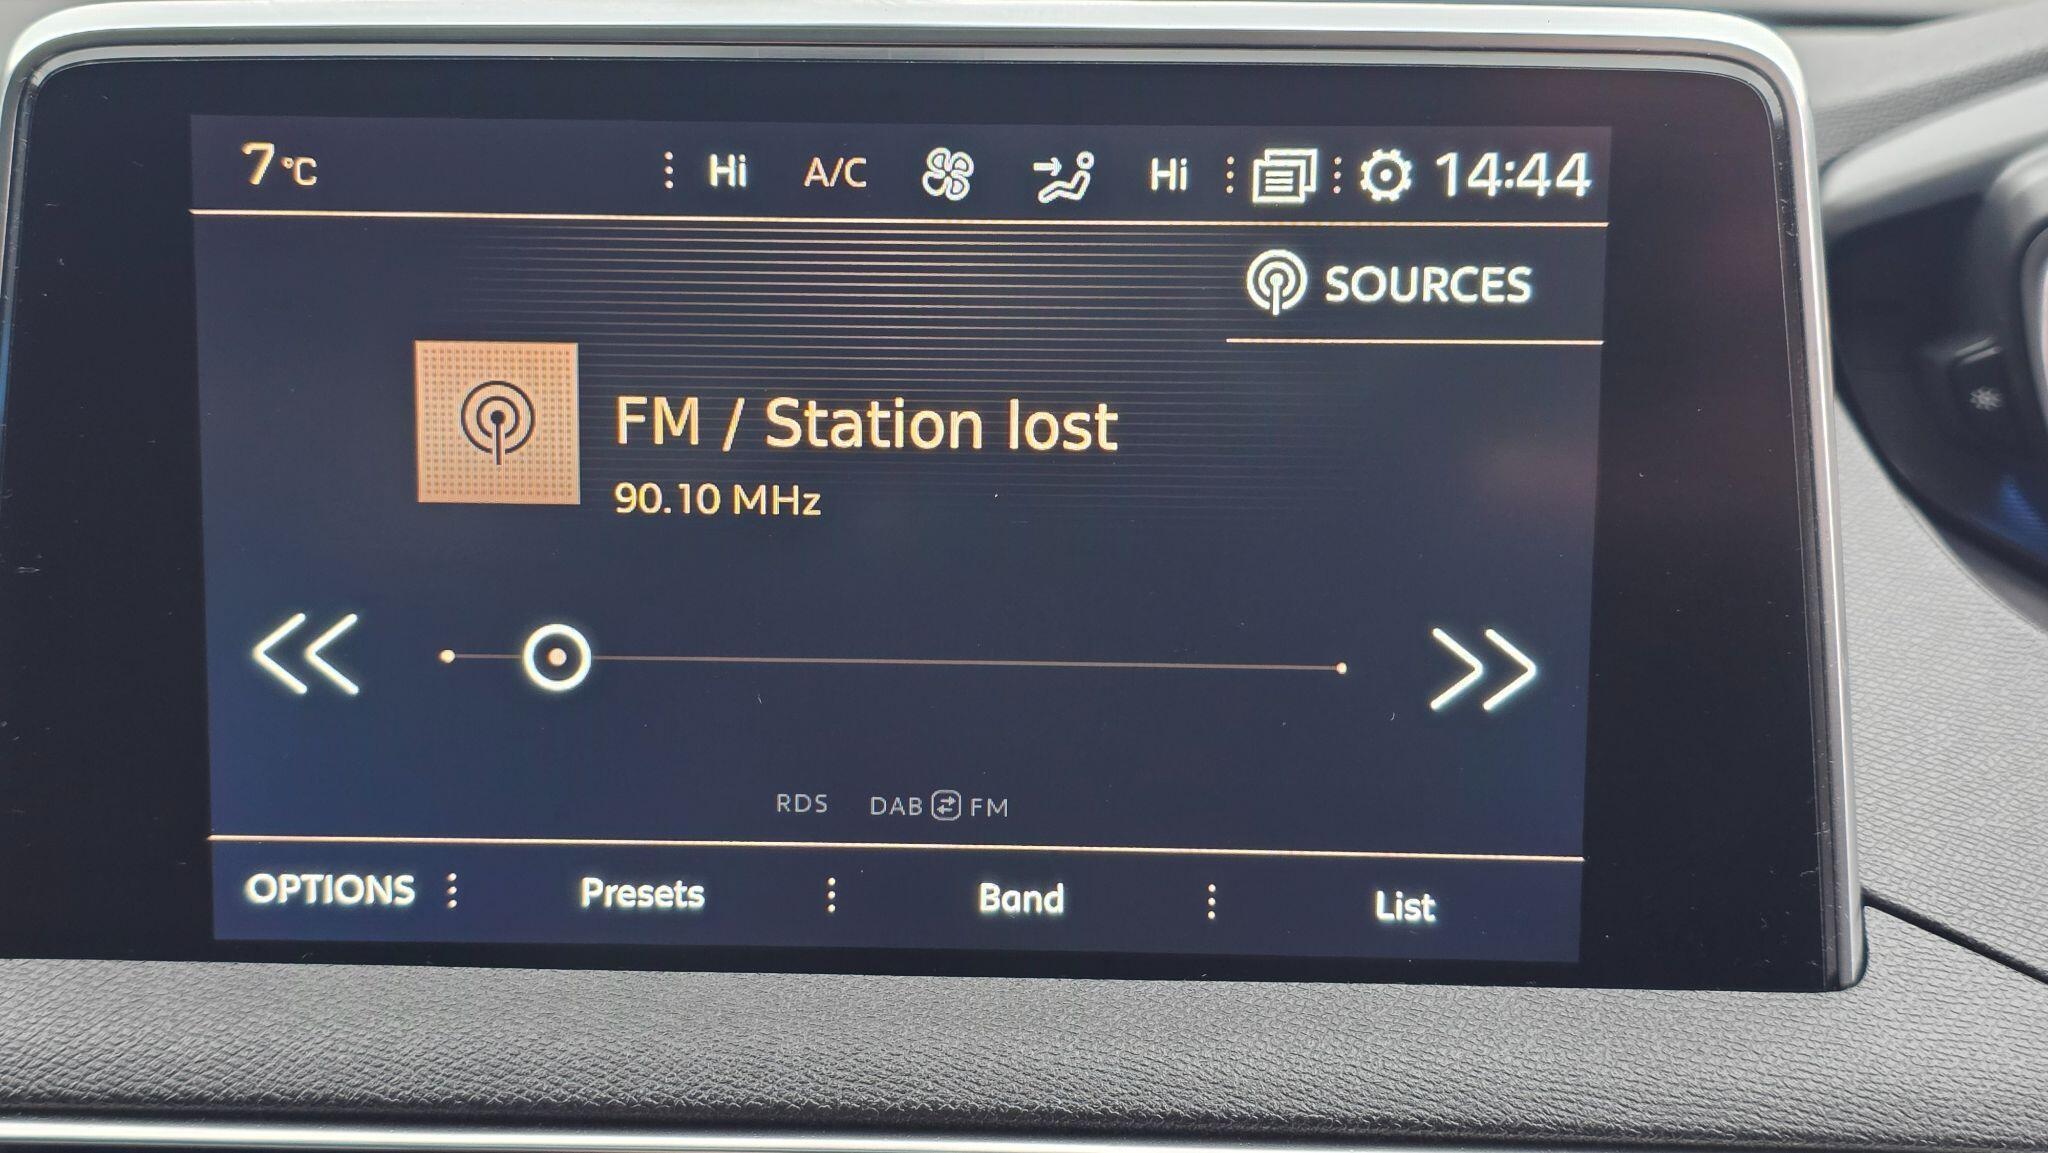 7 °C Hi A/C Hi 14:44
SOURCES
FM / Station lost
90.10 MHz
RDS DAB FM
OPTIONS Presets Band List